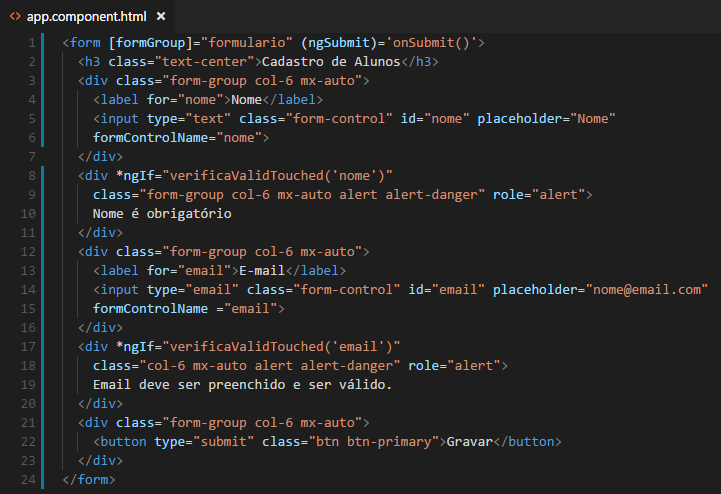 app.component.html ×
1 <form [formGroup]="formulario" (ngSubmit)='onSubmit()'>
2 <h3 class="text-center">Cadastro de Alunos</h3>
3 <div class="form-group col-6 mx-auto">
4 <label for="nome">Nome</label>
5 <input type="text" class="form-control" id="nome" placeholder="Nome"
6 formControlName="nome">
7 </div>
8 <div *ngIf="verificaValidTouched('nome')"
9 class="form-group col-6 mx-auto alert alert-danger" role="alert">
10 Nome é obrigatório
11 </div>
12 <div class="form-group col-6 mx-auto">
13 <label for="email">E-mail</label>
14 <input type="email" class="form-control" id="email" placeholder="nome@email.com"
15 formControlName ="email">
16 </div>
17 <div *ngIf="verificaValidTouched('email')"
18 class="col-6 mx-auto alert alert-danger" role="alert">
19 Email deve ser preenchido e ser válido.
20 </div>
21 <div class="form-group col-6 mx-auto">
22 <button type="submit" class="btn btn-primary">Gravar</button>
23 </div>
24 </form>